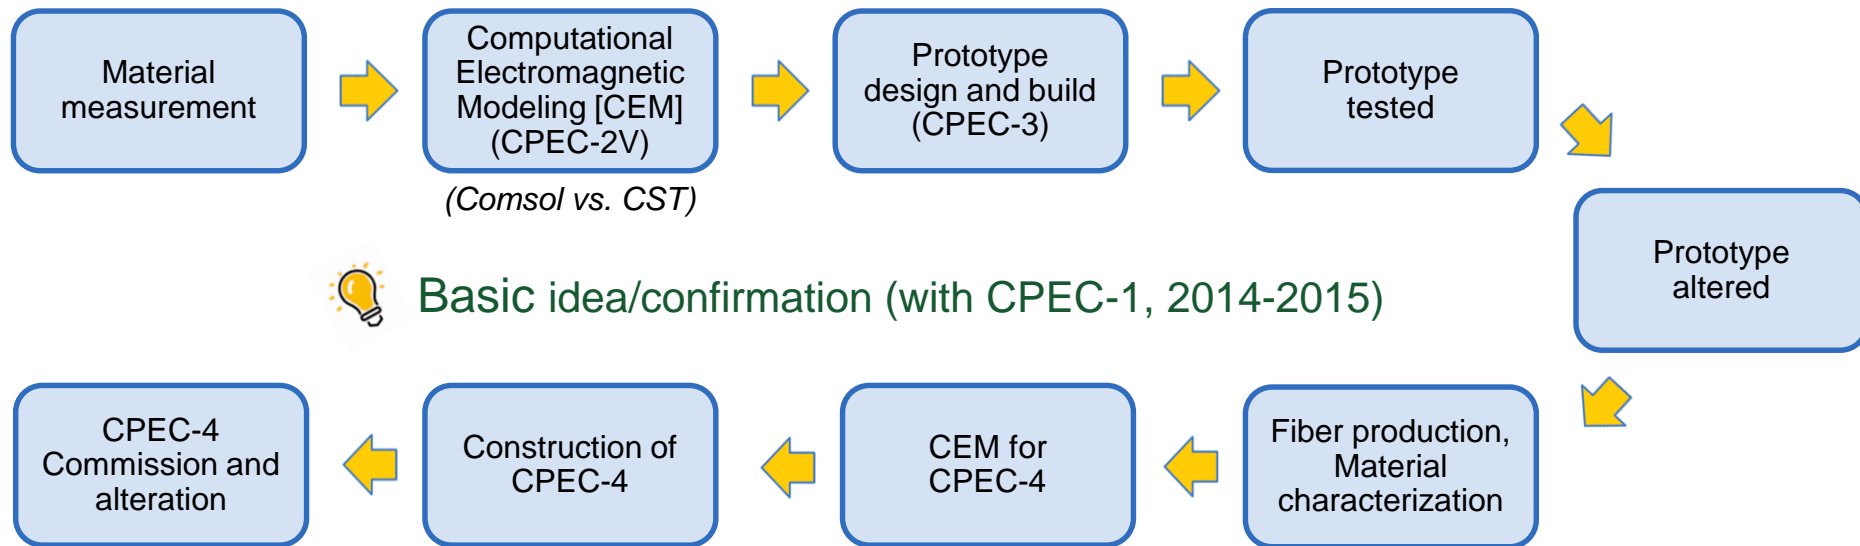 Material
measurement
Computational
Electromagnetic
Modeling [CEM]
(CPEC-2V)
(Comsol vs. CST)
Prototype
design and build
(CPEC-3)
Prototype
tested
Prototype
altered
Basic idea/confirmation (with CPEC-1, 2014-2015)
Fiber production,
Material
characterization
CEM for
CPEC-4
Construction of
CPEC-4
CPEC-4
Commission and
alteration